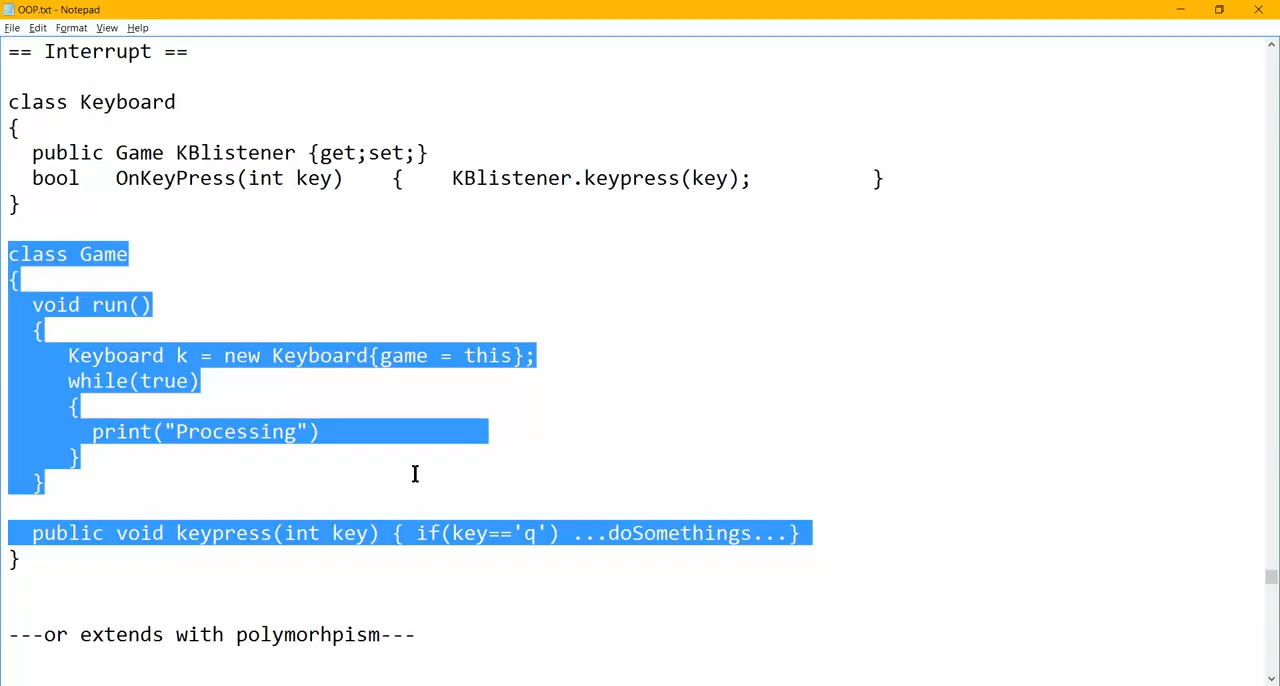 OOP.txt - Notepad
File Edit Format View Help
== Interrupt ==
class Keyboard
{
public Game KBlistener {get;set;}
bool OnKeyPress(int key) { KBlistener.keypress(key); }
}
class Game
{
void run()
{
Keyboard k = new Keyboard{game = this};
while(true)
{
print("Processing")
}
}
public void keypress(int key) { if(key=='q') ...doSomethings...}
}
---or extends with polymorhpism---